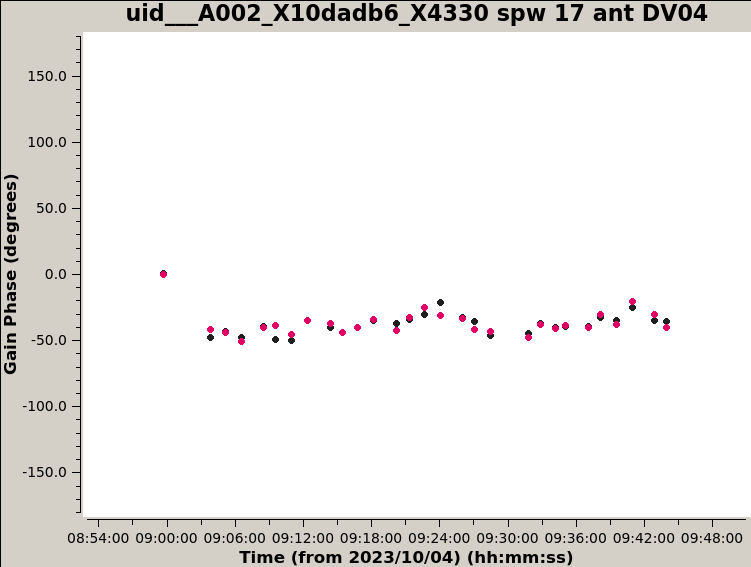 uid___A002_X10dadb6_X4330 spw 17 ant DV04
Gain Phase (degrees)
150.0
100.0
50.0
0.0
-50.0
-100.0
-150.0
08:54:00 09:00:00 09:06:00 09:12:00 09:18:00 09:24:00 09:30:00 09:36:00 09:42:00 09:48:00
Time (from 2023/10/04) (hh:mm:ss)